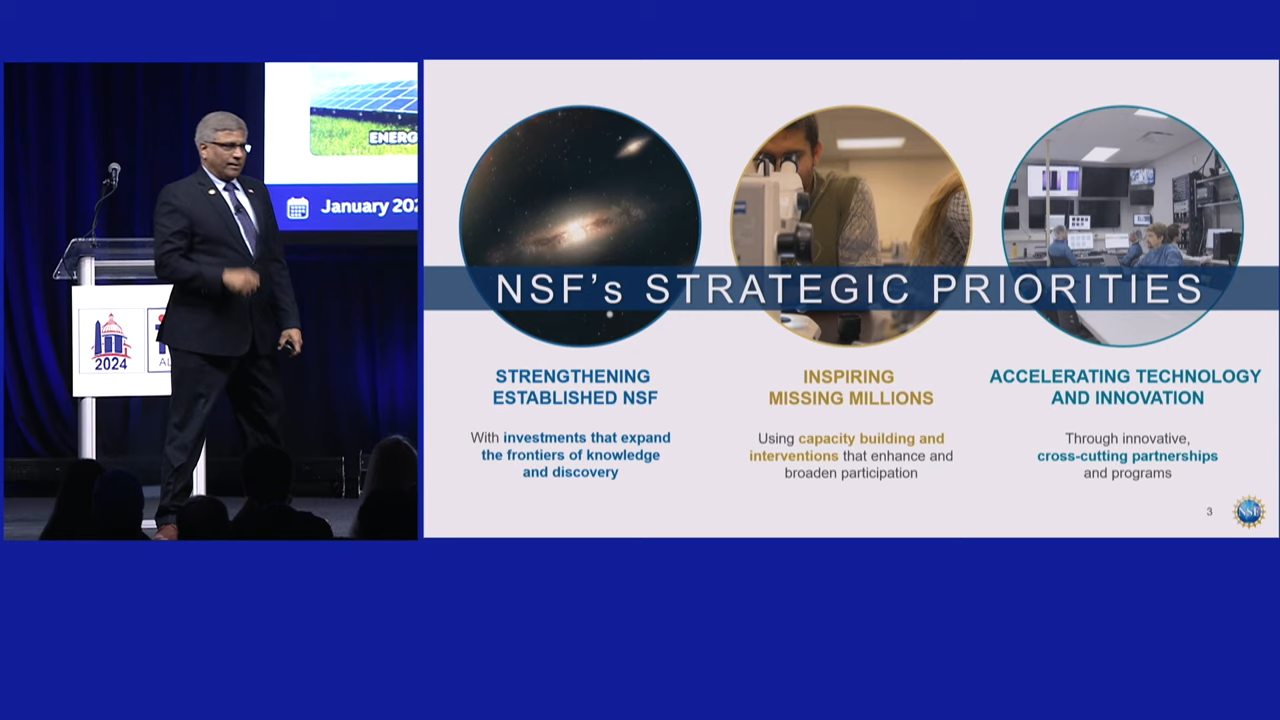 ENERG
January 202
2024
AL
NSF's STRATEGIC PRIORITIES
STRENGTHENING
ESTABLISHED NSF
With investments that expand
the frontiers of knowledge
and discovery
INSPIRING
MISSING MILLIONS
Using capacity building and
interventions that enhance and
broaden participation
ACCELERATING TECHNOLOGY
AND INNOVATION
Through innovative,
cross-cutting partnerships
and programs
3
NSF